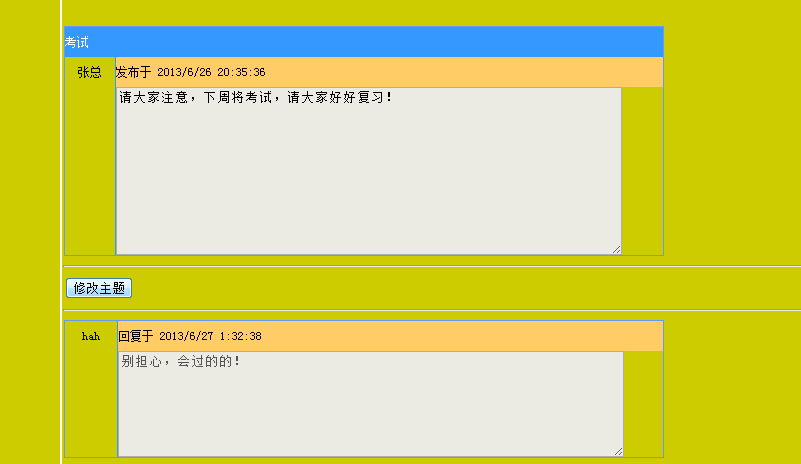 考试
张总 发布于 2013/6/26 20:35:36
请大家注意，下周将考试，请大家好好复习！
修改主题
hah 回复于 2013/6/27 1:32:38
别担心，会过的的！